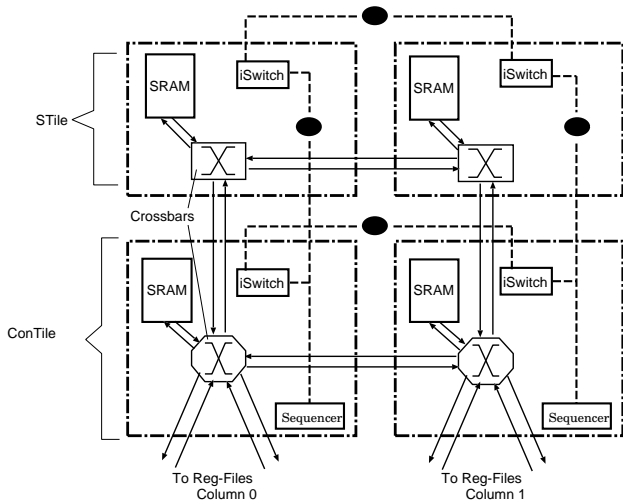 iSwitch
iSwitch
SRAM
SRAM
STile
Crossbars
iSwitch
iSwitch
SRAM
SRAM
ConTile
Sequencer
Sequencer
To Reg-Files
Column 0
To Reg-Files
Column 1